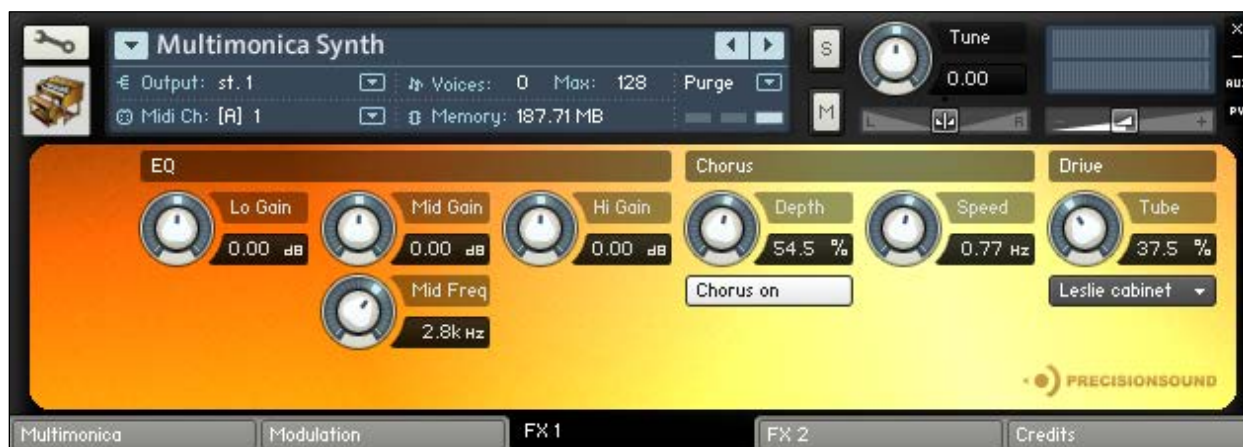 Multimonica Synth
S
Tune
0.00
Output: st. 1
Voices: 0 Max: 128
Purge
Midi Ch: [A] 1
Memory: 187.71 MB
M
L
R
-
+
×
-
AUX
PV
EQ
Chorus
Drive
Lo Gain
Mid Gain
Hi Gain
Depth
Speed
Tube
0.00 dB
0.00 dB
0.00 dB
54.5 %
0.77 Hz
37.5 %
Mid Freq
Chorus on
Leslie cabinet
2.8k Hz
PRECISIONSOUND
Multimonica
Modulation
FX 1
FX 2
Credits